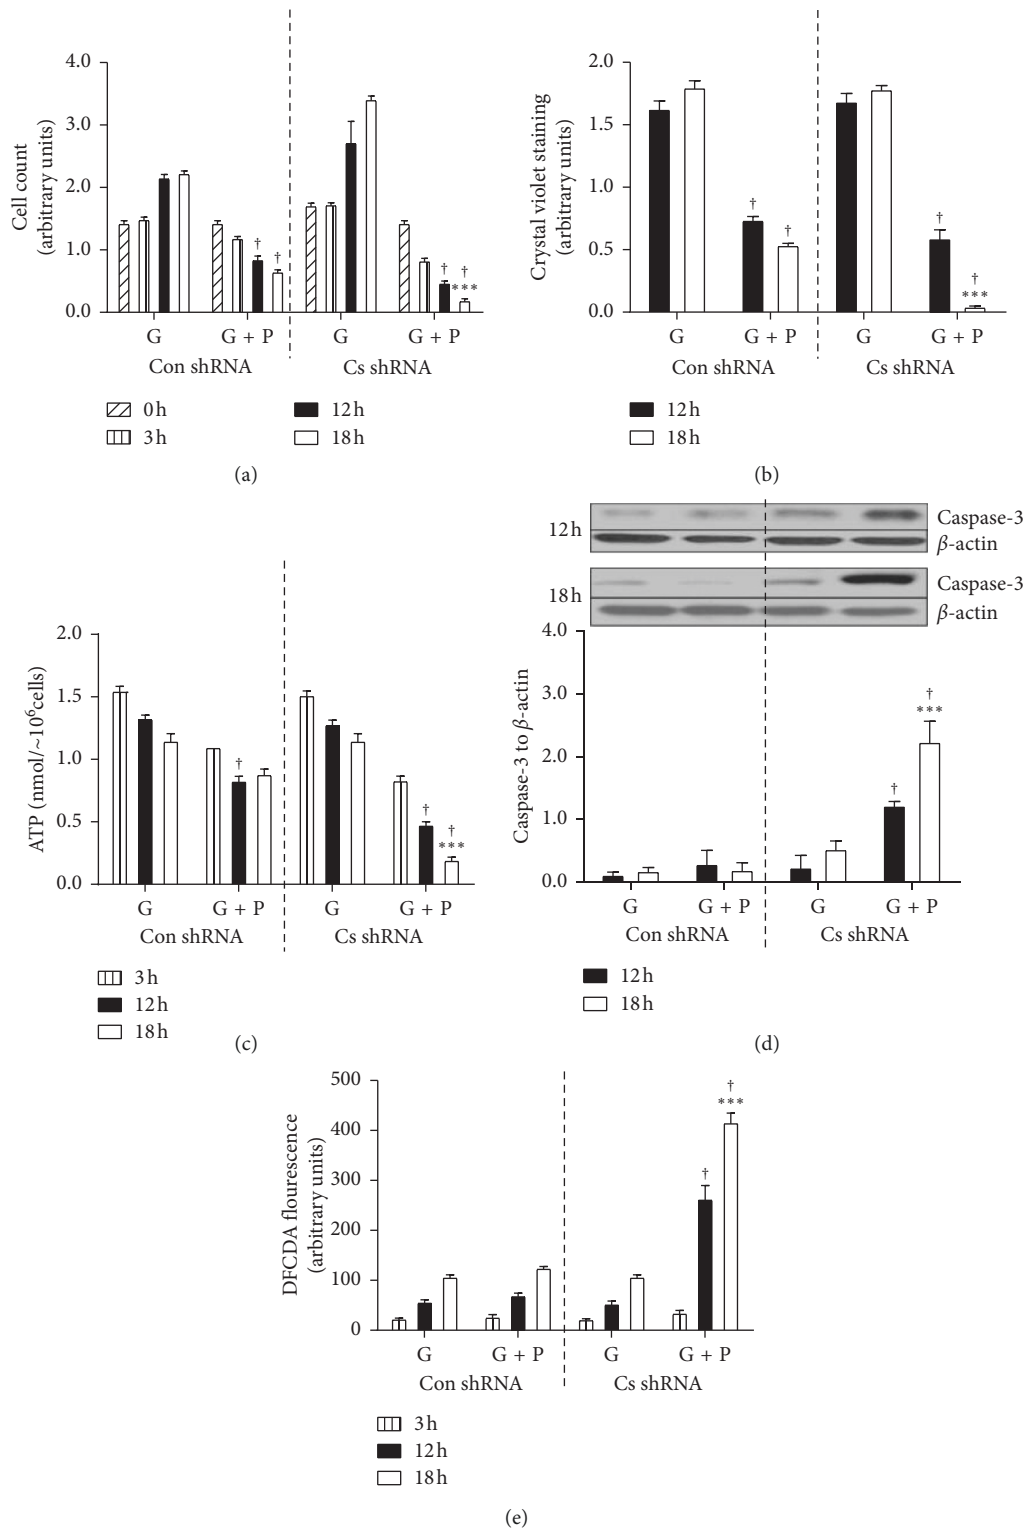 4.0
3.0
2.0
1.0
0.0
Cell count
(arbitrary units)
†
†
†
†
***
G
G + P
G
G + P
Con shRNA
Cs shRNA
0h
3h
12h
18h
(a)
2.0
1.5
1.0
0.5
0.0
Crystal violet staining
(arbitrary units)
†
†
†
†
***
G
G + P
G
G + P
Con shRNA
Cs shRNA
12h
18h
(b)
2.0
1.5
1.0
0.5
0.0
ATP (nmol/~10⁶cells)
†
†
†
***
G
G + P
G
G + P
Con shRNA
Cs shRNA
3h
12h
18h
(c)
12h
Caspase-3
β-actin
18h
Caspase-3
β-actin
4.0
3.0
2.0
1.0
0.0
Caspase-3 to β-actin
†
†
***
G
G + P
G
G + P
Con shRNA
Cs shRNA
12h
18h
(d)
500
400
300
200
100
0
DFCDA flourescence
(arbitrary units)
†
†
***
G
G + P
G
G + P
Con shRNA
Cs shRNA
3h
12h
18h
(e)